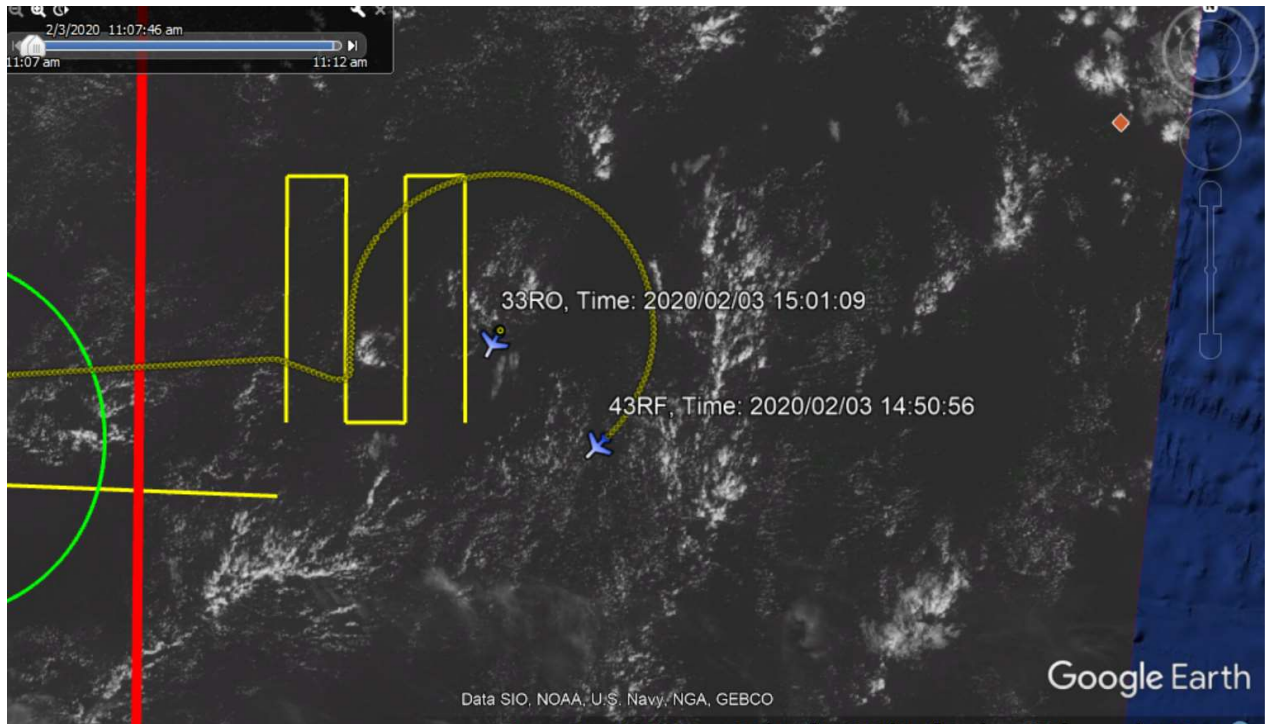 2/3/2020 11:07:46 am
11:07 am
11:12 am
N
33RO, Time: 2020/02/03 15:01:09
43RF, Time: 2020/02/03 14:50:56
Data SIO, NOAA, U.S. Navy, NGA, GEBCO
Google Earth